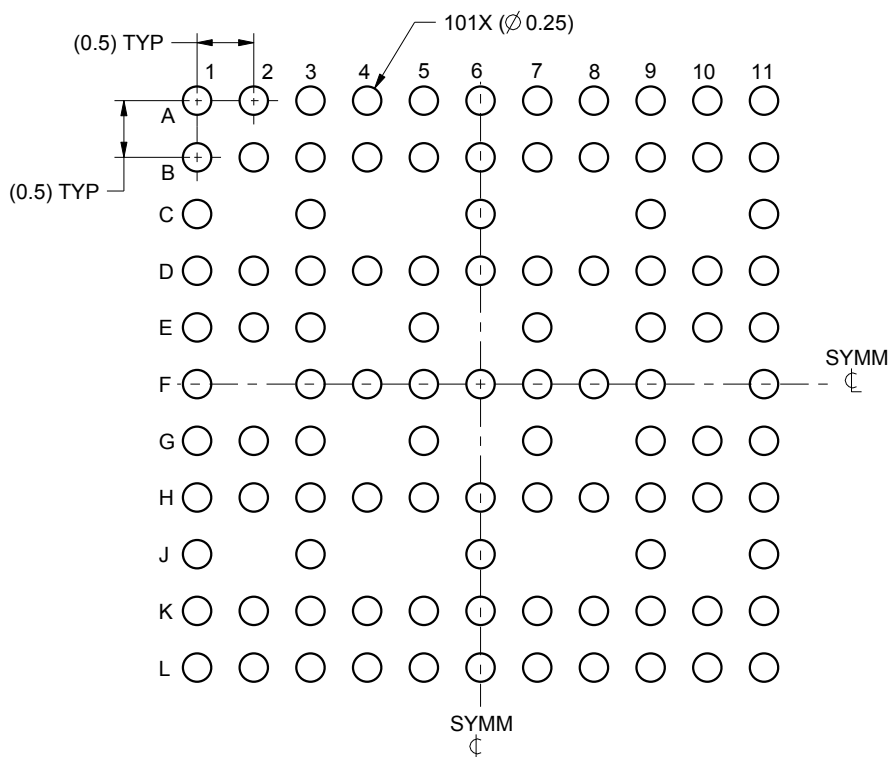 101X (∅ 0.25)
(0.5) TYP
1 2 3 4 5 6 7 8 9 10 11
A
B
(0.5) TYP
C
D
E
SYMM
℄
F
G
H
J
K
L
SYMM
℄